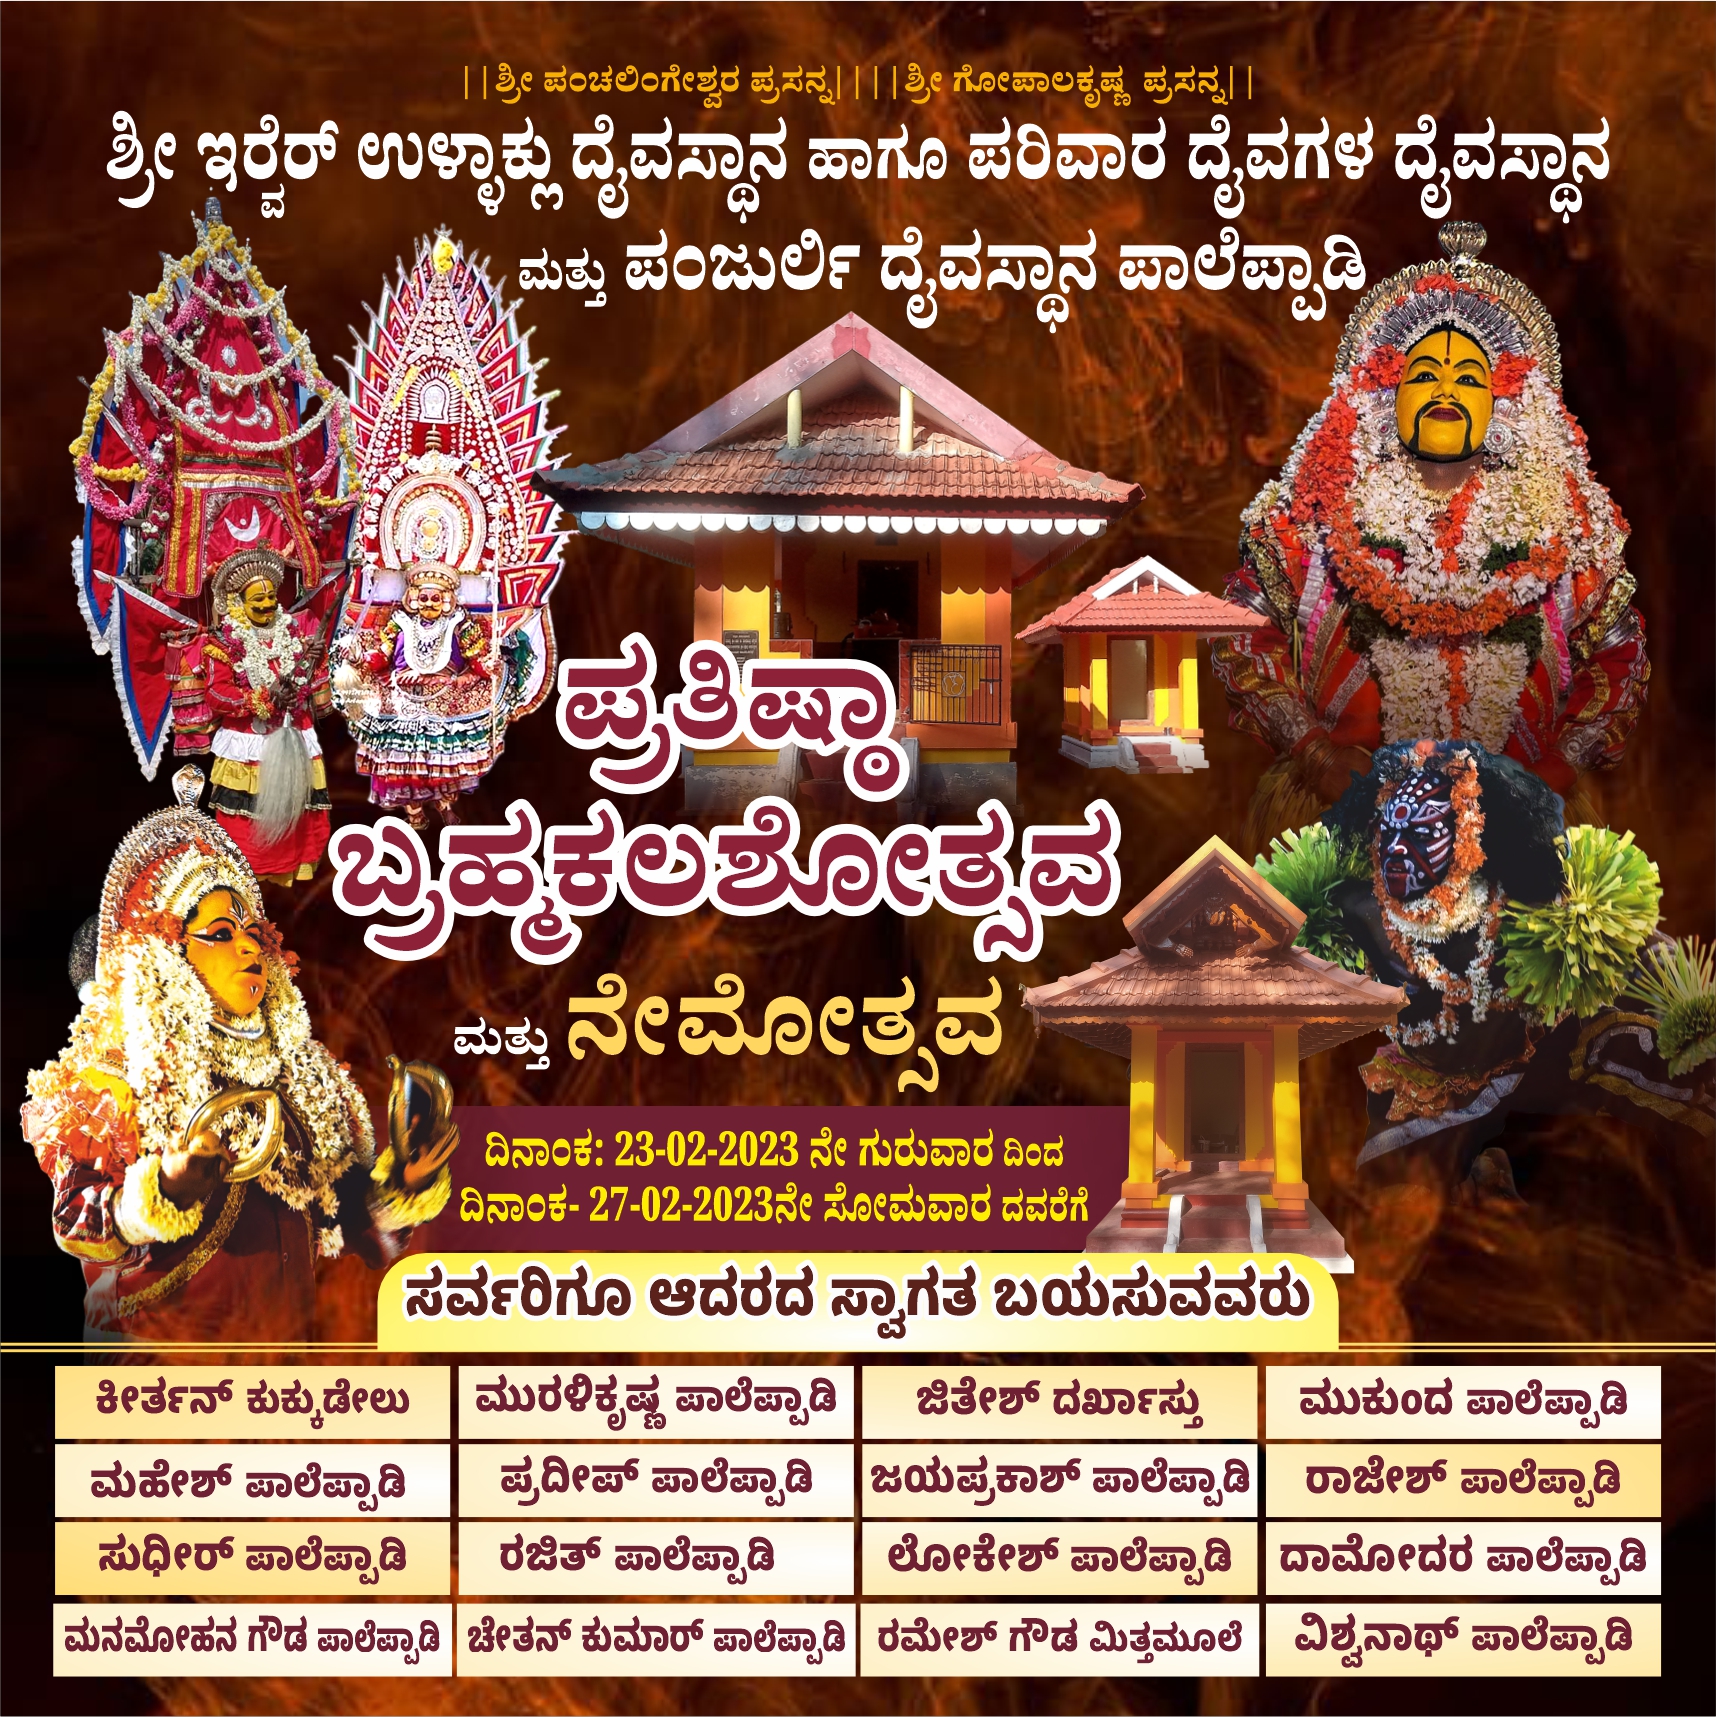 ||ಶ್ರೀ ಪಂಚಲಿಂಗೇಶ್ವರ ಪ್ರಸನ್ನ||||ಶ್ರೀ ಗೋಪಾಲಕೃಷ್ಣ ಪ್ರಸನ್ನ||
ಶ್ರೀ ಇರ್‍ವೆರ್ ಉಳ್ಳಾಕ್ಲು ದೈವಸ್ಥಾನ ಹಾಗೂ ಪರಿವಾರ ದೈವಗಳ ದೈವಸ್ಥಾನ
ಮತ್ತು ಪಂಜುರ್ಲಿ ದೈವಸ್ಥಾನ ಪಾಲೆಪ್ಪಾಡಿ
ಪ್ರತಿಷ್ಠಾ
ಬ್ರಹ್ಮಕಲಶೋತ್ಸವ
ಮತ್ತು ನೇಮೋತ್ಸವ
ದಿನಾಂಕ: 23-02-2023 ನೇ ಗುರುವಾರ ದಿಂದ
ದಿನಾಂಕ- 27-02-2023ನೇ ಸೋಮವಾರ ದವರೆಗೆ
ಸರ್ವರಿಗೂ ಆದರದ ಸ್ವಾಗತ ಬಯಸುವವರು
ಕೀರ್ತನ್ ಕುಕ್ಕುಡೇಲು ಮುರಳಿಕೃಷ್ಣ ಪಾಲೆಪ್ಪಾಡಿ ಜಿತೇಶ್ ದರ್ಖಾಸ್ತು ಮುಕುಂದ ಪಾಲೆಪ್ಪಾಡಿ
ಮಹೇಶ್ ಪಾಲೆಪ್ಪಾಡಿ ಪ್ರದೀಪ್ ಪಾಲೆಪ್ಪಾಡಿ ಜಯಪ್ರಕಾಶ್ ಪಾಲೆಪ್ಪಾಡಿ ರಾಜೇಶ್ ಪಾಲೆಪ್ಪಾಡಿ
ಸುಧೀರ್ ಪಾಲೆಪ್ಪಾಡಿ ರಜಿತ್ ಪಾಲೆಪ್ಪಾಡಿ ಲೋಕೇಶ್ ಪಾಲೆಪ್ಪಾಡಿ ದಾಮೋದರ ಪಾಲೆಪ್ಪಾಡಿ
ಮನಮೋಹನ ಗೌಡ ಪಾಲೆಪ್ಪಾಡಿ ಚೇತನ್ ಕುಮಾರ್ ಪಾಲೆಪ್ಪಾಡಿ ರಮೇಶ್ ಗೌಡ ಮಿತ್ತಮೂಲೆ ವಿಶ್ವನಾಥ್ ಪಾಲೆಪ್ಪಾಡಿ